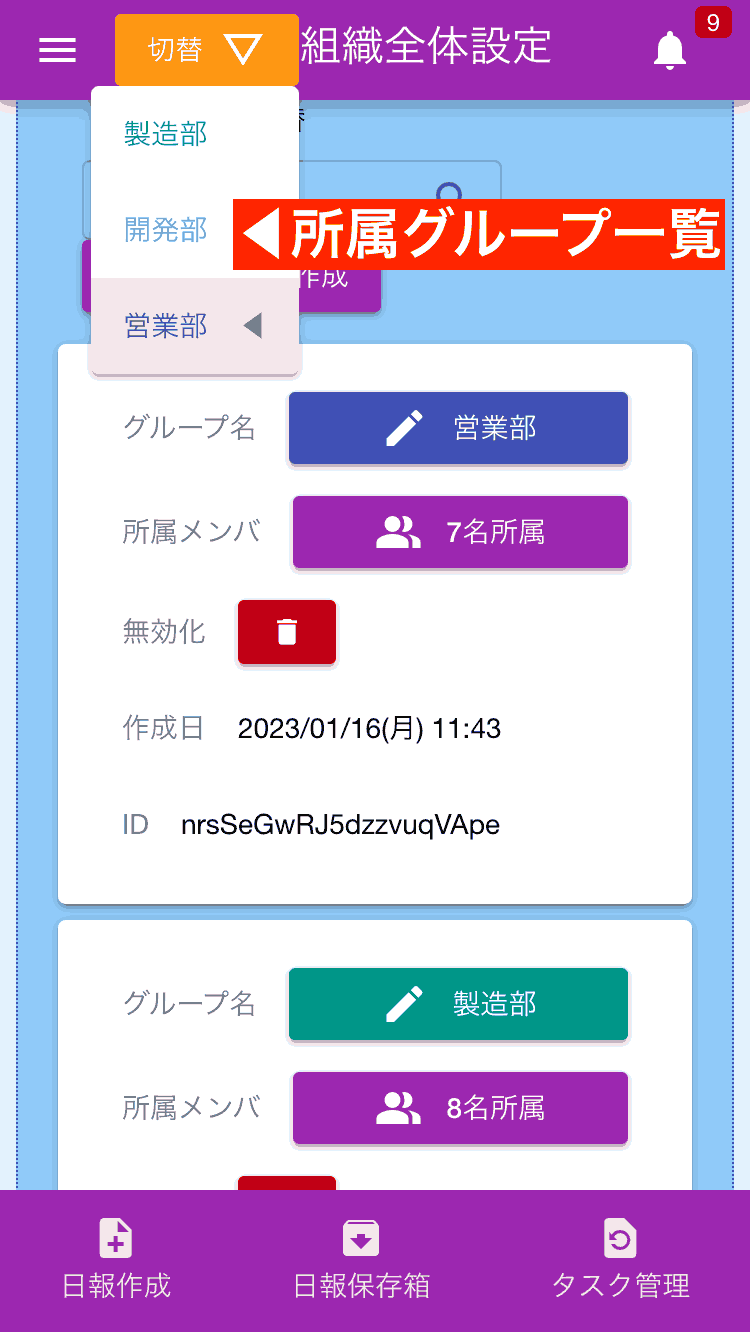 切替 ▽ 組織全体設定 9
製造部
開発部
◀所属グループ一覧
作成
営業部 ◀
グループ名 営業部
所属メンバ 7名所属
無効化
作成日 2023/01/16(月) 11:43
ID nrsSeGwRJ5dzzvuqVApe
グループ名 製造部
所属メンバ 8名所属
日報作成 日報保存箱 タスク管理